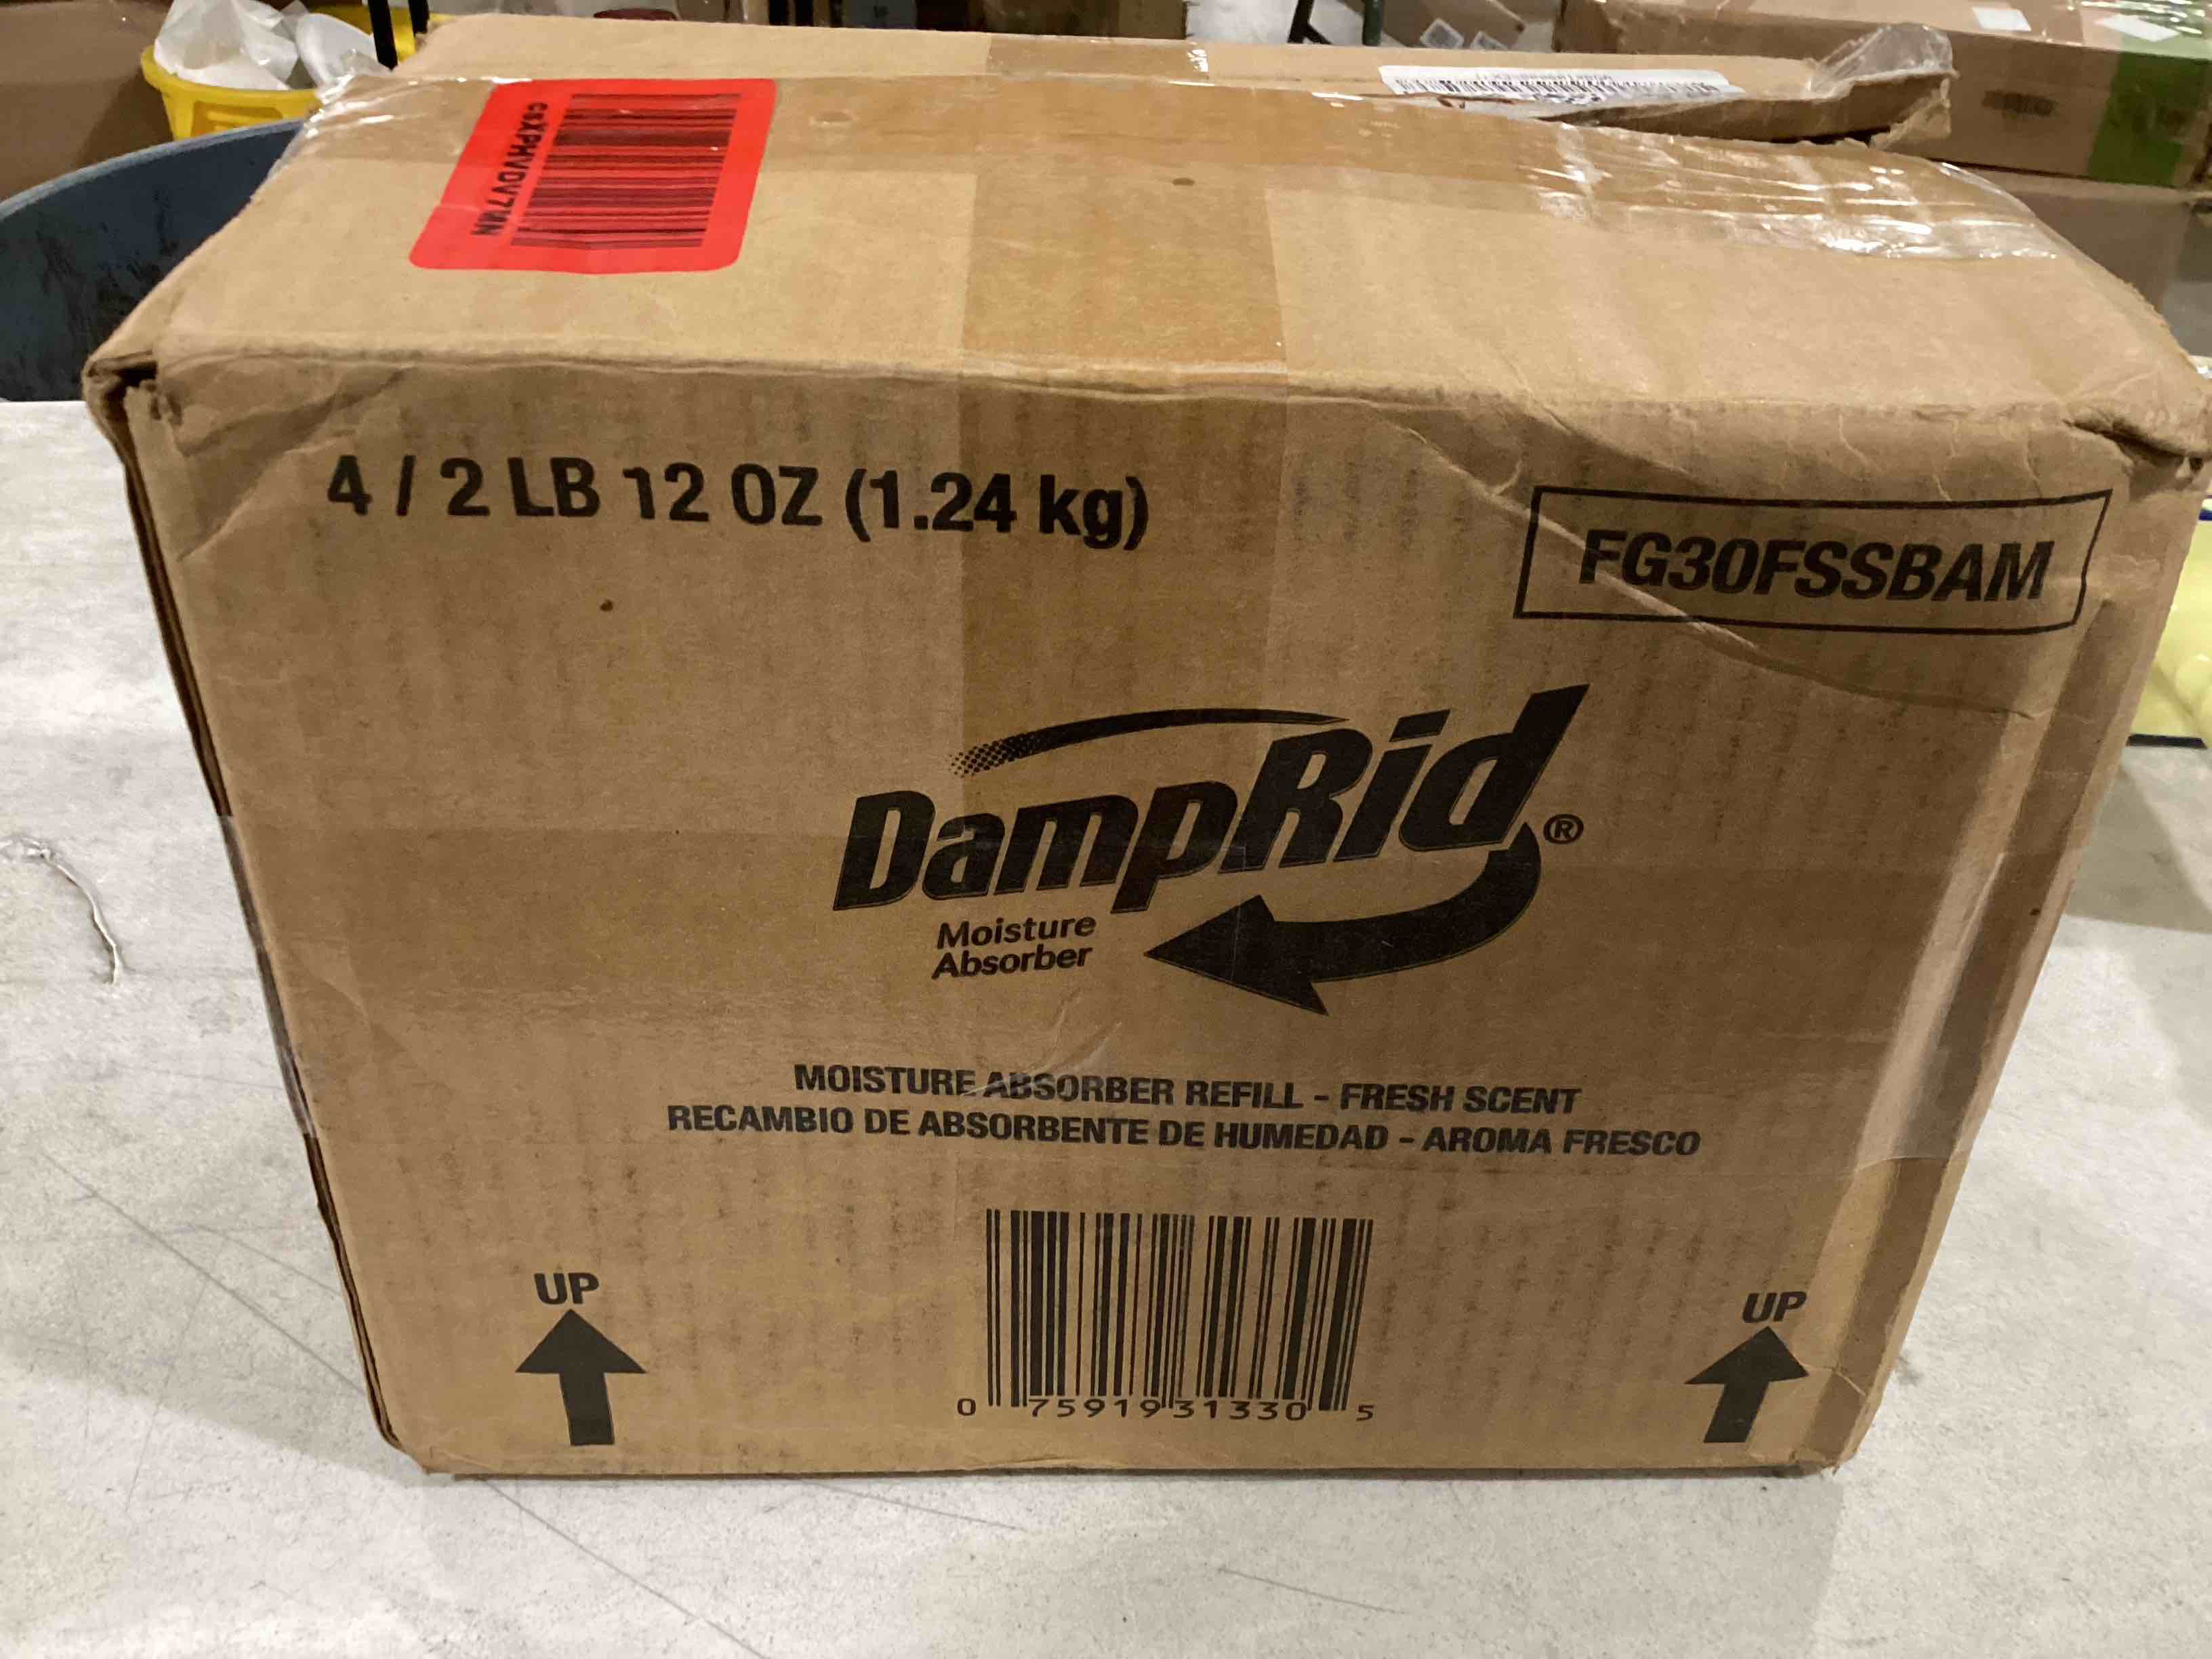 CsXPHVDV7WN
4 / 2 LB 12 OZ (1.24 kg)
FG30FSSBAM
DampRid®
Moisture
Absorber
MOISTURE ABSORBER REFILL - FRESH SCENT
RECAMBIO DE ABSORBENTE DE HUMEDAD - AROMA FRESCO
UP
UP
0 75919 31330 5